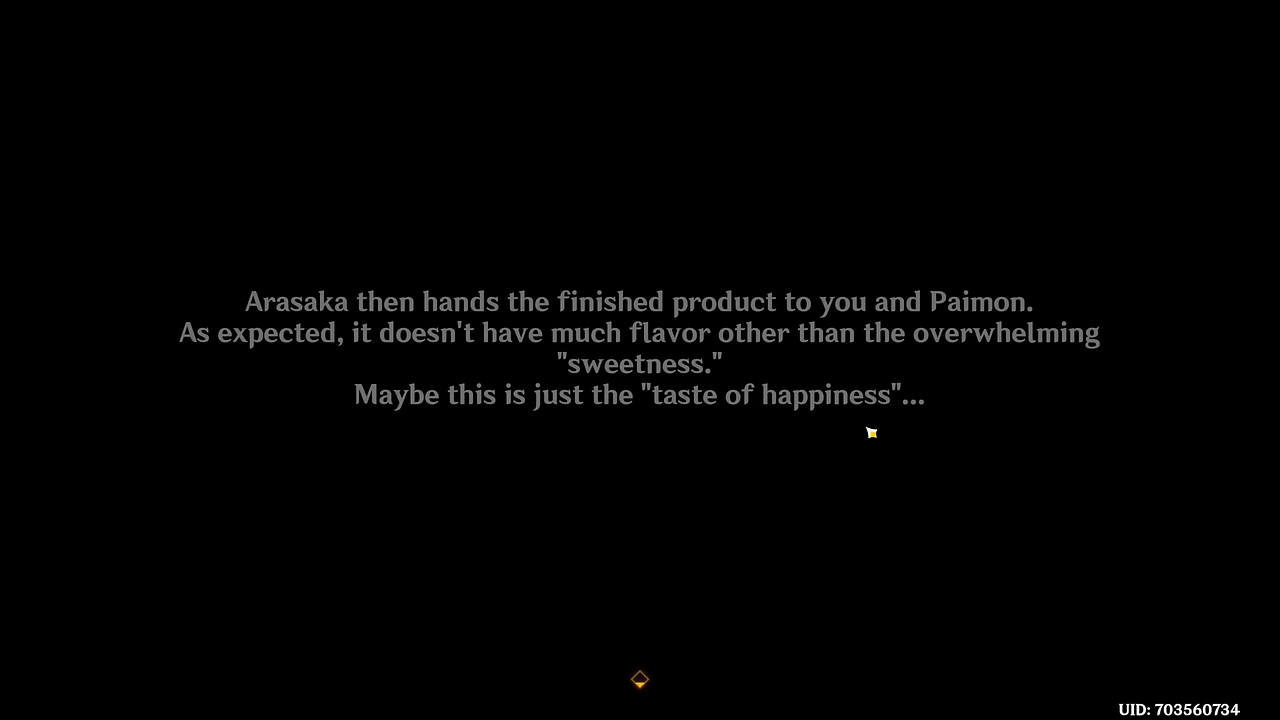 Arasaka then hands the finished product to you and Paimon.
As expected, it doesn't have much flavor other than the overwhelming
"sweetness."
Maybe this is just the "taste of happiness"...
UID: 703560734